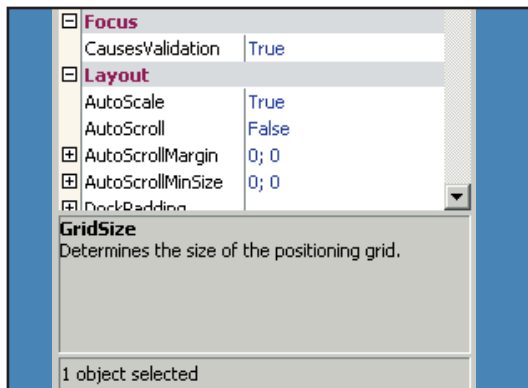 Focus
CausesValidation True
Layout
AutoScale True
AutoScroll False
AutoScrollMargin 0; 0
AutoScrollMinSize 0; 0
DockPadding
GridSize
Determines the size of the positioning grid.
1 object selected